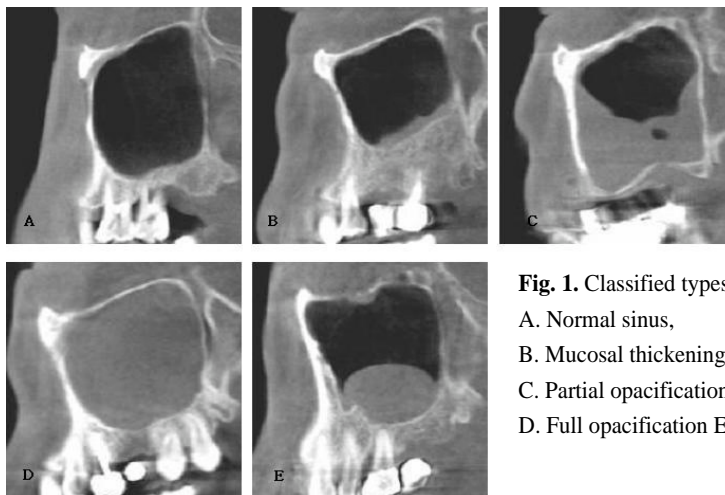 A
B
C
D
E
Fig. 1. Classified types
A. Normal sinus,
B. Mucosal thickening
C. Partial opacification
D. Full opacification E